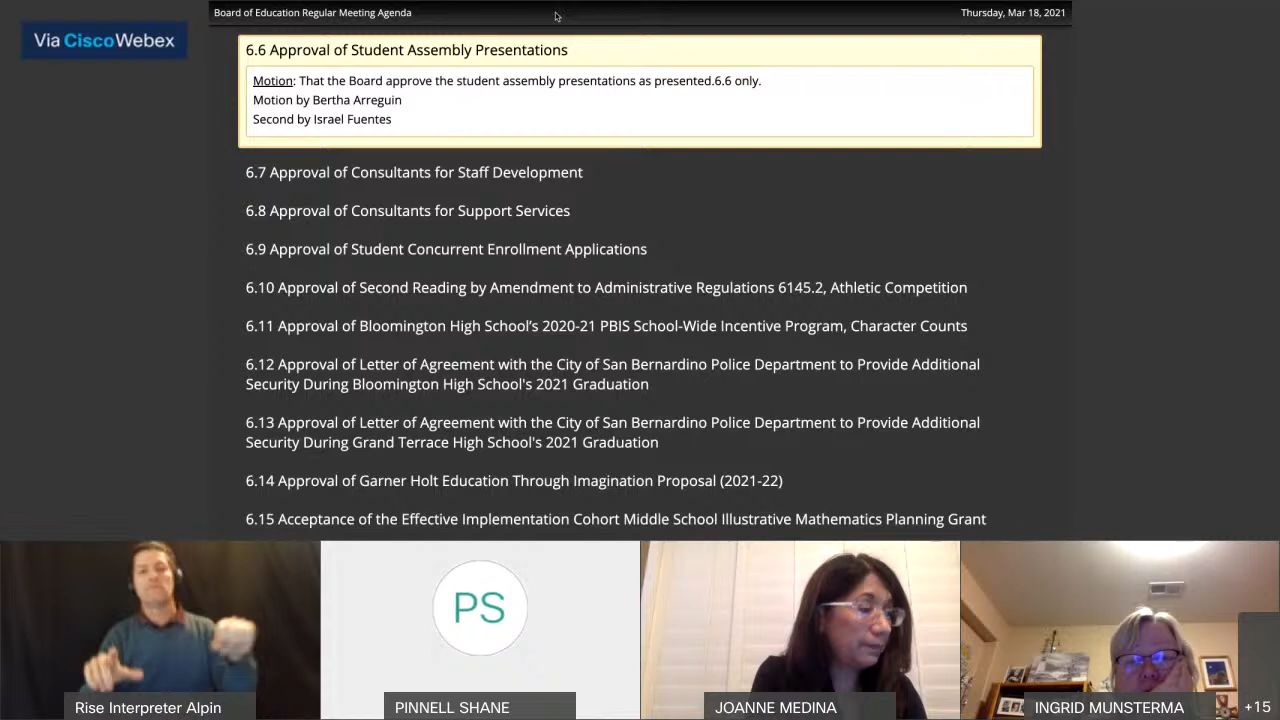 Board of Education Regular Meeting Agenda
Thursday, Mar 18, 2021
Via CiscoWebex
6.6 Approval of Student Assembly Presentations
Motion: That the Board approve the student assembly presentations as presented.6.6 only.
Motion by Bertha Arreguin
Second by Israel Fuentes
6.7 Approval of Consultants for Staff Development
6.8 Approval of Consultants for Support Services
6.9 Approval of Student Concurrent Enrollment Applications
6.10 Approval of Second Reading by Amendment to Administrative Regulations 6145.2, Athletic Competition
6.11 Approval of Bloomington High School’s 2020-21 PBIS School-Wide Incentive Program, Character Counts
6.12 Approval of Letter of Agreement with the City of San Bernardino Police Department to Provide Additional
Security During Bloomington High School's 2021 Graduation
6.13 Approval of Letter of Agreement with the City of San Bernardino Police Department to Provide Additional
Security During Grand Terrace High School's 2021 Graduation
6.14 Approval of Garner Holt Education Through Imagination Proposal (2021-22)
6.15 Acceptance of the Effective Implementation Cohort Middle School Illustrative Mathematics Planning Grant
PS
Rise Interpreter Alpin
PINNELL SHANE
JOANNE MEDINA
INGRID MUNSTERMA
+15